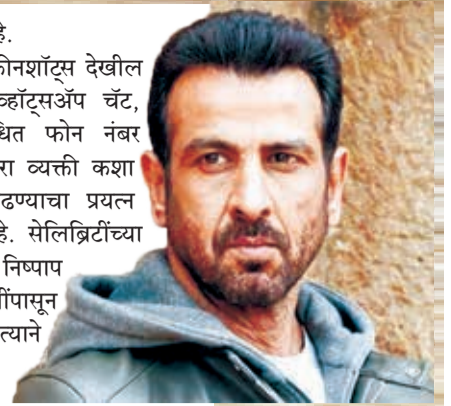 है.
क्रीनशॉट्स देखील
व्हॉट्सॲप चॅट,
धित फोन नंबर
रा व्यक्ती कशा
ढण्याचा प्रयत्न
हे. सेलिब्रिटींच्या
निष्पाप
ींपासून
त्याने